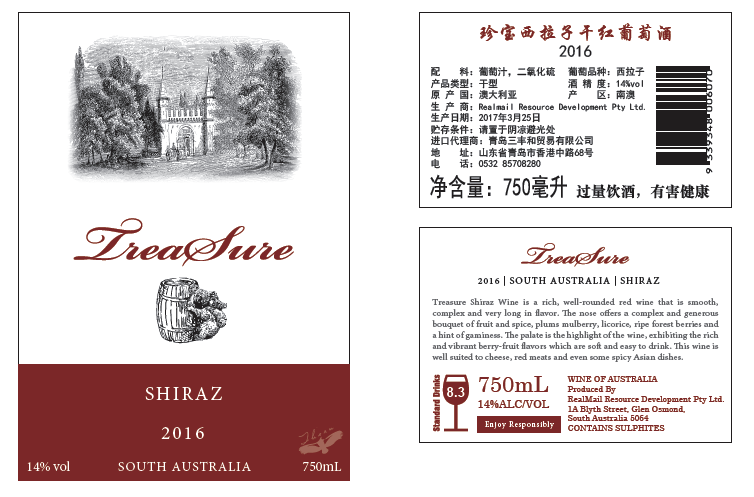 TreaSure
SHIRAZ
2016
14% vol
SOUTH AUSTRALIA
750mL
珍宝西拉子干红葡萄酒
2016
配 料：葡萄汁，二氧化硫 葡萄品种：西拉子
产品类型：干型 酒 精 度：14%vol
原 产 国：澳大利亚 产 区：南澳
生 产 商：Realmail Resource Development Pty Ltd.
生产日期：2017年3月25日
贮存条件：请置于阴凉避光处
进口代理商：青岛三丰和贸易有限公司
地 址：山东省青岛市香港中路68号
电 话：0532 85708280
净含量：750毫升 过量饮酒，有害健康
9 339348 006070
TreaSure
2016 | SOUTH AUSTRALIA | SHIRAZ
Treasure Shiraz Wine is a rich, well-rounded red wine that is smooth,
complex and very long in flavor. The nose offers a complex and generous
bouquet of fruit and spice, plums mulberry, licorice, ripe forest berries and
a hint of gaminess. The palate is the highlight of the wine, exhibiting the rich
and vibrant berry-fruit flavors which are soft and easy to drink. This wine is
well suited to cheese, red meats and even some spicy Asian dishes.
Standard Drinks
8.3
750mL
14%ALC/VOL
Enjoy Responsibly
WINE OF AUSTRALIA
Produced By
RealMail Resource Development Pty Ltd.
1A Blyth Street, Glen Osmond,
South Australia 5064
CONTAINS SULPHITES